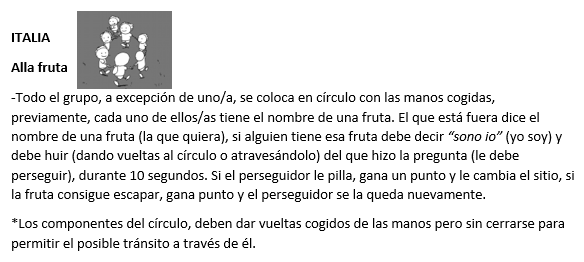 ITALIA
Alla fruta
-Todo el grupo, a excepción de uno/a, se coloca en círculo con las manos cogidas,
previamente, cada uno de ellos/as tiene el nombre de una fruta. El que está fuera dice el
nombre de una fruta (la que quiera), si alguien tiene esa fruta debe decir “sono io” (yo soy) y
debe huir (dando vueltas al círculo o atravesándolo) del que hizo la pregunta (le debe
perseguir), durante 10 segundos. Si el perseguidor le pilla, gana un punto y le cambia el sitio, si
la fruta consigue escapar, gana punto y el perseguidor se la queda nuevamente.
*Los componentes del círculo, deben dar vueltas cogidos de las manos pero sin cerrarse para
permitir el posible tránsito a través de él.